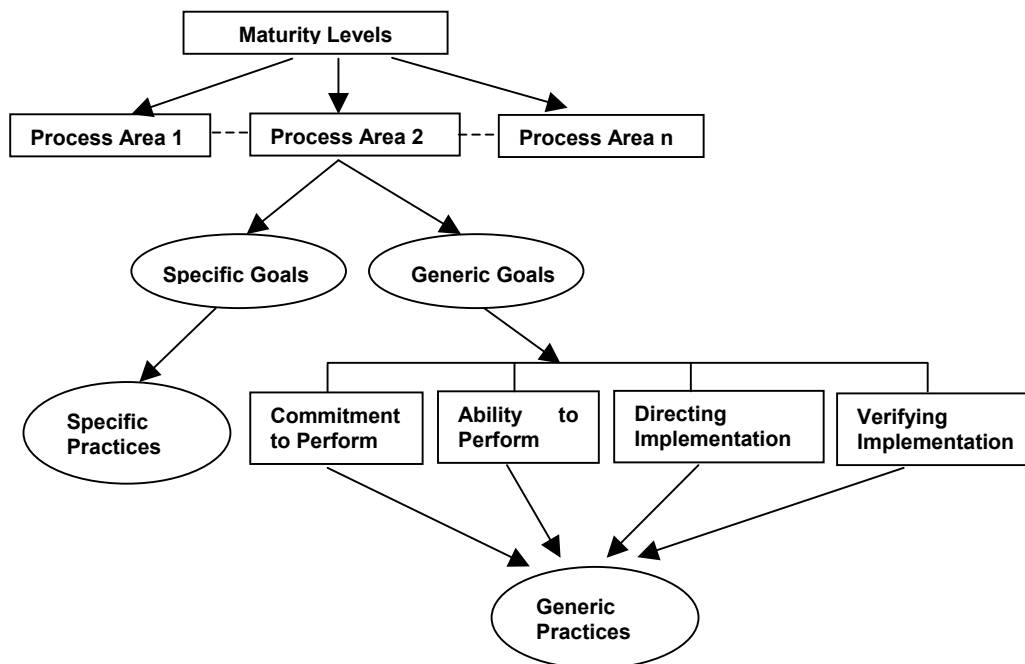 Maturity Levels
Process Area 1
Process Area 2
Process Area n
Specific Goals
Generic Goals
Specific
Practices
Commitment
to Perform
Ability to
Perform
Directing
Implementation
Verifying
Implementation
Generic
Practices